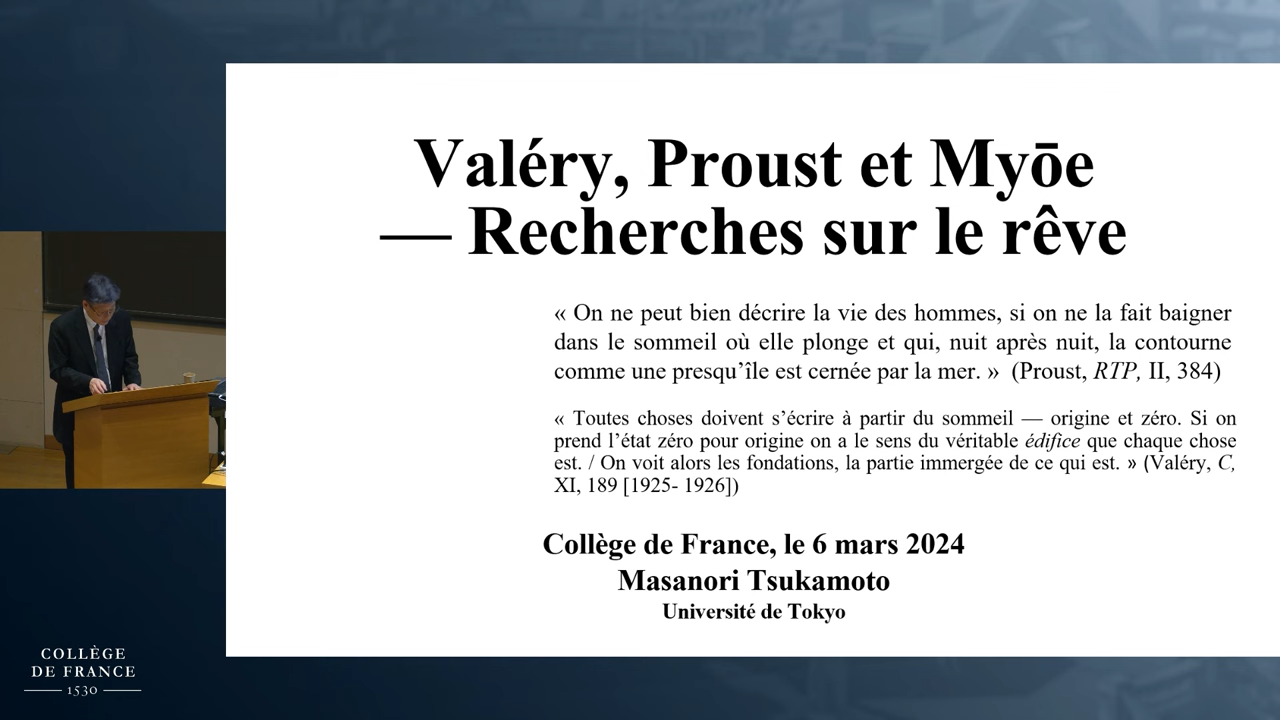 Valéry, Proust et Myōe
— Recherches sur le rêve
« On ne peut bien décrire la vie des hommes, si on ne la fait baigner
dans le sommeil où elle plonge et qui, nuit après nuit, la contourne
comme une presqu’île est cernée par la mer. » (Proust, RTP, II, 384)
« Toutes choses doivent s’écrire à partir du sommeil — origine et zéro. Si on
prend l’état zéro pour origine on a le sens du véritable édifice que chaque chose
est. / On voit alors les fondations, la partie immergée de ce qui est. » (Valéry, C,
XI, 189 [1925- 1926])
Collège de France, le 6 mars 2024
Masanori Tsukamoto
Université de Tokyo
COLLÈGE
DE FRANCE
1530